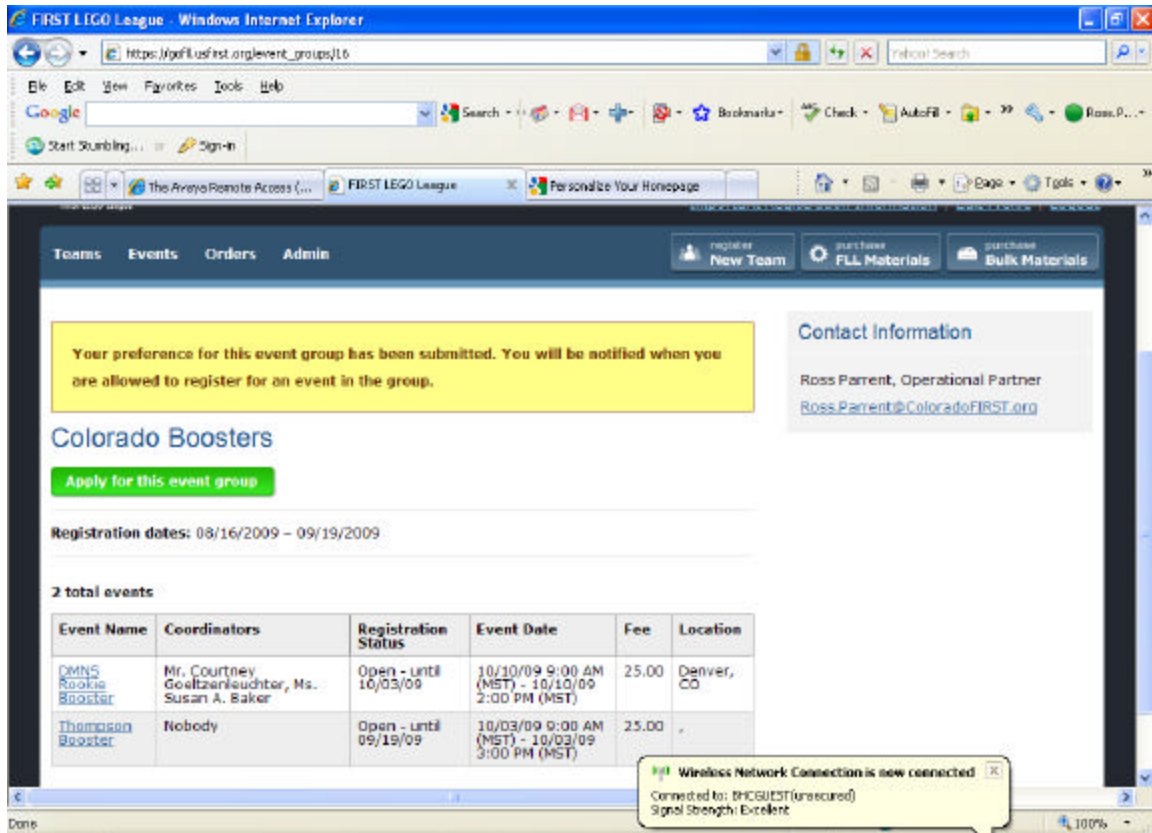 FIRST LEGO League - Windows Internet Explorer
https://gofll.usfirst.org/event_groups/16
Yahoo! Search
File Edit View Favorites Tools Help
Google Search Bookmarks Check AutoFill Ross.P...
Start Stumbling... Sign-in
The Avaya Remote Access (... FIRST LEGO League Personalize Your Homepage Page Tools
Teams Events Orders Admin
register New Team
purchase FLL Materials
purchase Bulk Materials
Your preference for this event group has been submitted. You will be notified when you
are allowed to register for an event in the group.
Contact Information
Ross Parrent, Operational Partner
Ross.Parrent@ColoradoFIRST.org
Colorado Boosters
Apply for this event group
Registration dates: 08/16/2009 – 09/19/2009
2 total events
Event Name Coordinators Registration Status Event Date Fee Location
DMNS Rookie Booster Mr. Courtney Goeltzenleuchter, Ms. Susan A. Baker Open - until 10/03/09 10/10/09 9:00 AM (MST) - 10/10/09 2:00 PM (MST) 25.00 Denver, CO
Thompson Booster Nobody Open - until 09/19/09 10/03/09 9:00 AM (MST) - 10/03/09 3:00 PM (MST) 25.00 ,
Wireless Network Connection is now connected
Connected to: BHCGUEST(unsecured)
Signal Strength: Excellent
Done
100%